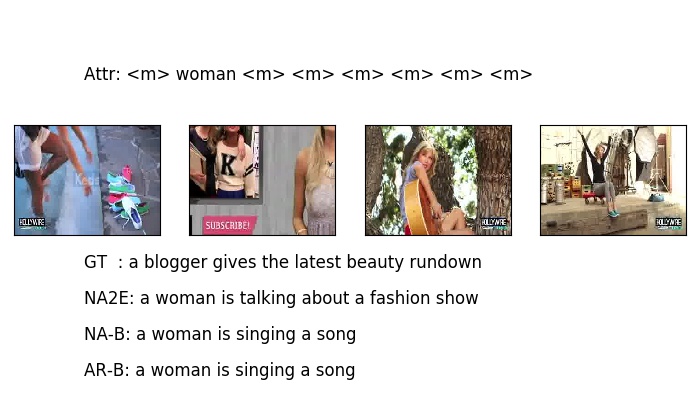 Attr: <m> woman <m> <m> <m> <m> <m> <m>
Keds
HOLLYWIRE
K
SUBSCRIBE!
HOLLYWIRE
HOLLYWIRE
GT : a blogger gives the latest beauty rundown
NA2E: a woman is talking about a fashion show
NA-B: a woman is singing a song
AR-B: a woman is singing a song